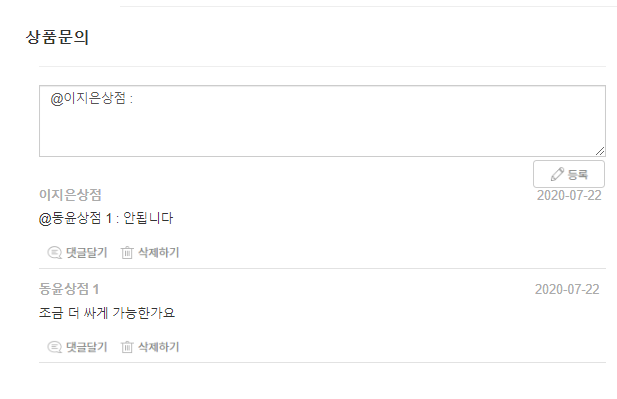 상품문의
@이지은상점 :
등록
이지은상점 2020-07-22
@동윤상점 1 : 안됩니다
댓글달기 삭제하기
동윤상점 1 2020-07-22
조금 더 싸게 가능한가요
댓글달기 삭제하기